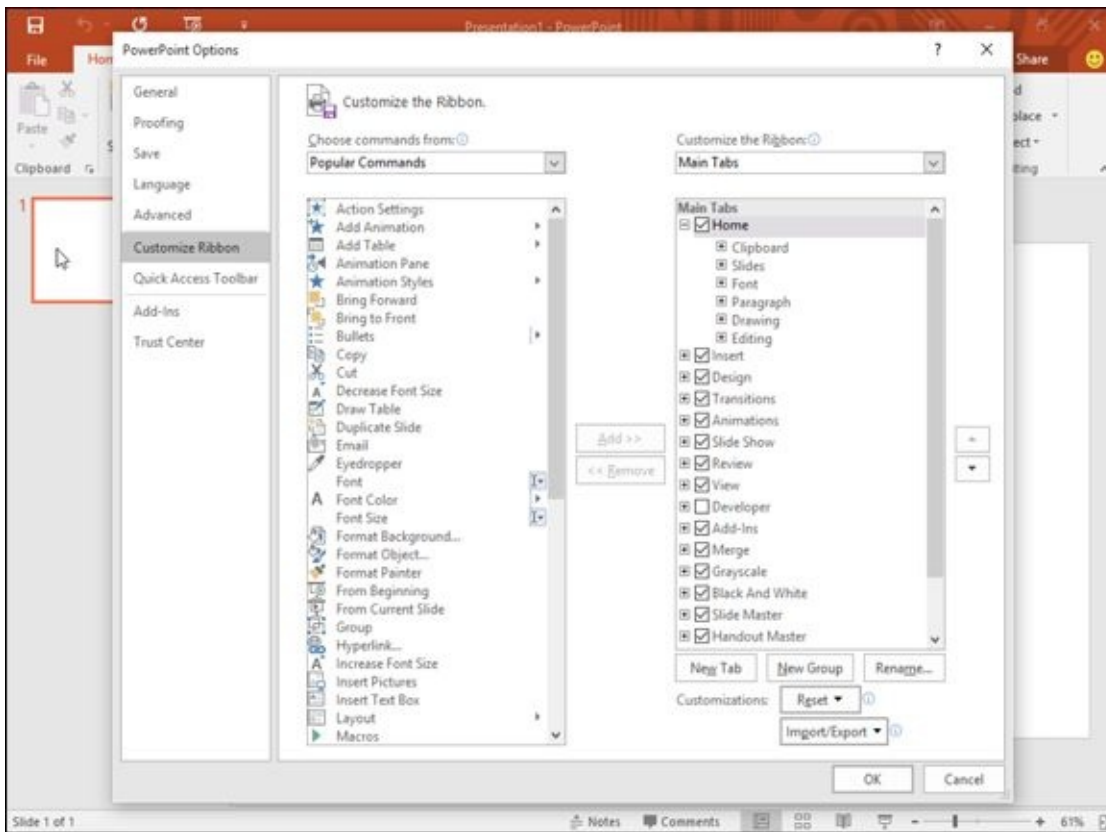 Presentation1 - PowerPoint
File
Hom
Share
Paste
Clipboard
PowerPoint Options
?
General
Proofing
Save
Language
Advanced
Customize Ribbon
Quick Access Toolbar
Add-Ins
Trust Center
Customize the Ribbon.
Choose commands from:
Popular Commands
Action Settings
Add Animation
Add Table
Animation Pane
Animation Styles
Bring Forward
Bring to Front
Bullets
Copy
Cut
Decrease Font Size
Draw Table
Duplicate Slide
Email
Eyedropper
Font
Font Color
Font Size
Format Background...
Format Object...
Format Painter
From Beginning
From Current Slide
Group
Hyperlink...
Increase Font Size
Insert Pictures
Insert Text Box
Layout
Macros
Add >>
<< Remove
Customize the Ribbon:
Main Tabs
Main Tabs
Home
Clipboard
Slides
Font
Paragraph
Drawing
Editing
Insert
Design
Transitions
Animations
Slide Show
Review
View
Developer
Add-Ins
Merge
Grayscale
Black And White
Slide Master
Handout Master
New Tab
New Group
Rename...
Customizations:
Reset
Import/Export
OK
Cancel
place
ect
ting
1
Slide 1 of 1
Notes
Comments
61%